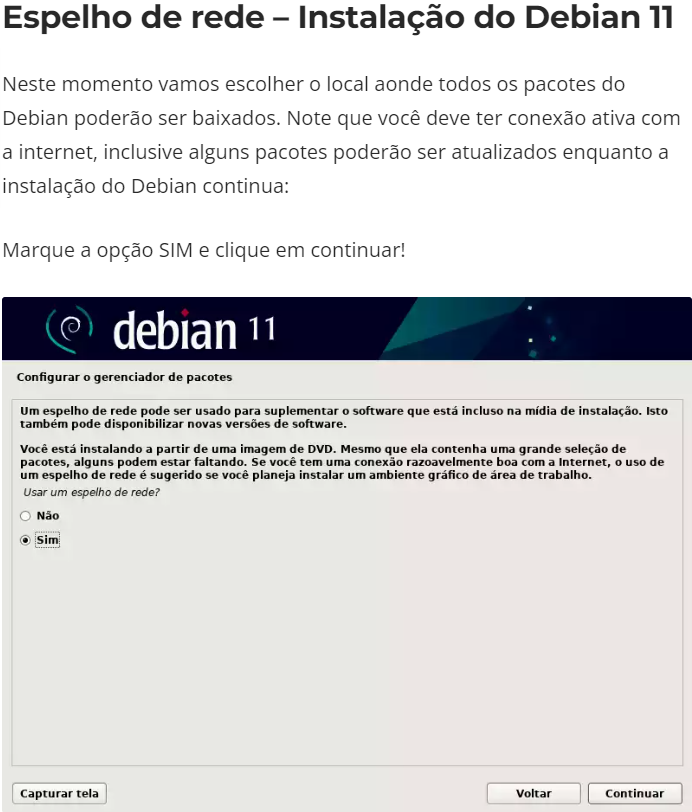 Espelho de rede – Instalação do Debian 11
Neste momento vamos escolher o local aonde todos os pacotes do
Debian poderão ser baixados. Note que você deve ter conexão ativa com
a internet, inclusive alguns pacotes poderão ser atualizados enquanto a
instalação do Debian continua:
Marque a opção SIM e clique em continuar!
debian 11
Configurar o gerenciador de pacotes
Um espelho de rede pode ser usado para suplementar o software que está incluso na mídia de instalação. Isto
também pode disponibilizar novas versões de software.
Você está instalando a partir de uma imagem de DVD. Mesmo que ela contenha uma grande seleção de
pacotes, alguns podem estar faltando. Se você tem uma conexão razoavelmente boa com a Internet, o uso de
um espelho de rede é sugerido se você planeja instalar um ambiente gráfico de área de trabalho.
Usar um espelho de rede?
Não
Sim
Capturar tela
Voltar
Continuar